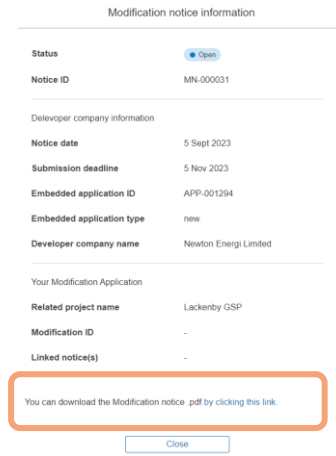 Modification notice information
Status Open
Notice ID MN-000031
Delevoper company information
Notice date 5 Sept 2023
Submission deadline 5 Nov 2023
Embedded application ID APP-001294
Embedded application type new
Developer company name Newton Energi Limited
Your Modification Application
Related project name Lackenby GSP
Modification ID -
Linked notice(s) -
You can download the Modification notice .pdf by clicking this link.
Close